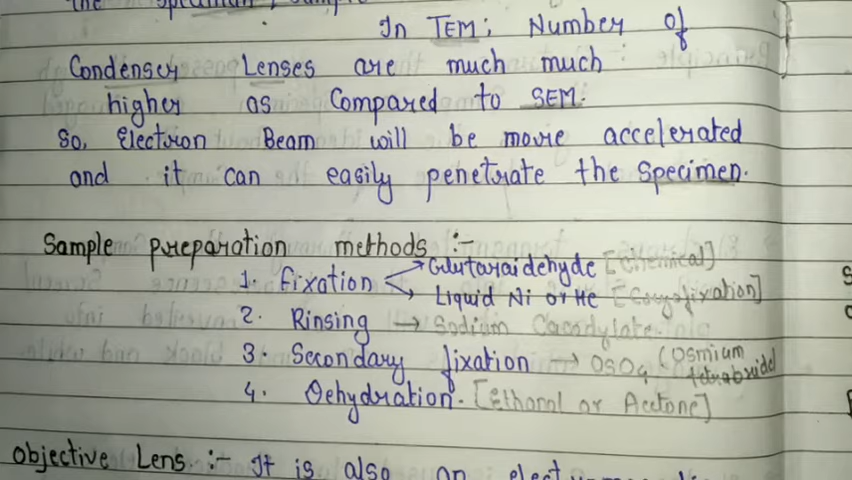 the specimen / sample
In TEM; Number of
Condenser Lenses are much much
higher as compared to SEM.
So, Electron Beam will be more accelerated
and it can easily penetrate the specimen.
Sample preparation methods :-
1. Fixation → Glutaraldehyde [Chemical]
→ Liquid Ni or He [Cryofixation]
2. Rinsing → Sodium Cacodylate
3. Secondary fixation → OsO4 (Osmium tetraoxide)
4. Dehydration. [Ethanol or Acetone]
Objective Lens :- It is also an